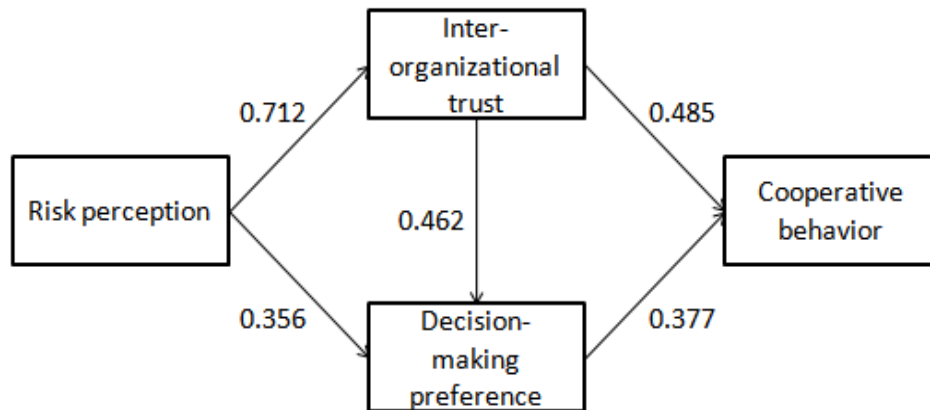 Inter-
organizational
trust
0.712
0.485
Risk perception
Cooperative
behavior
0.462
0.356
0.377
Decision-
making
preference